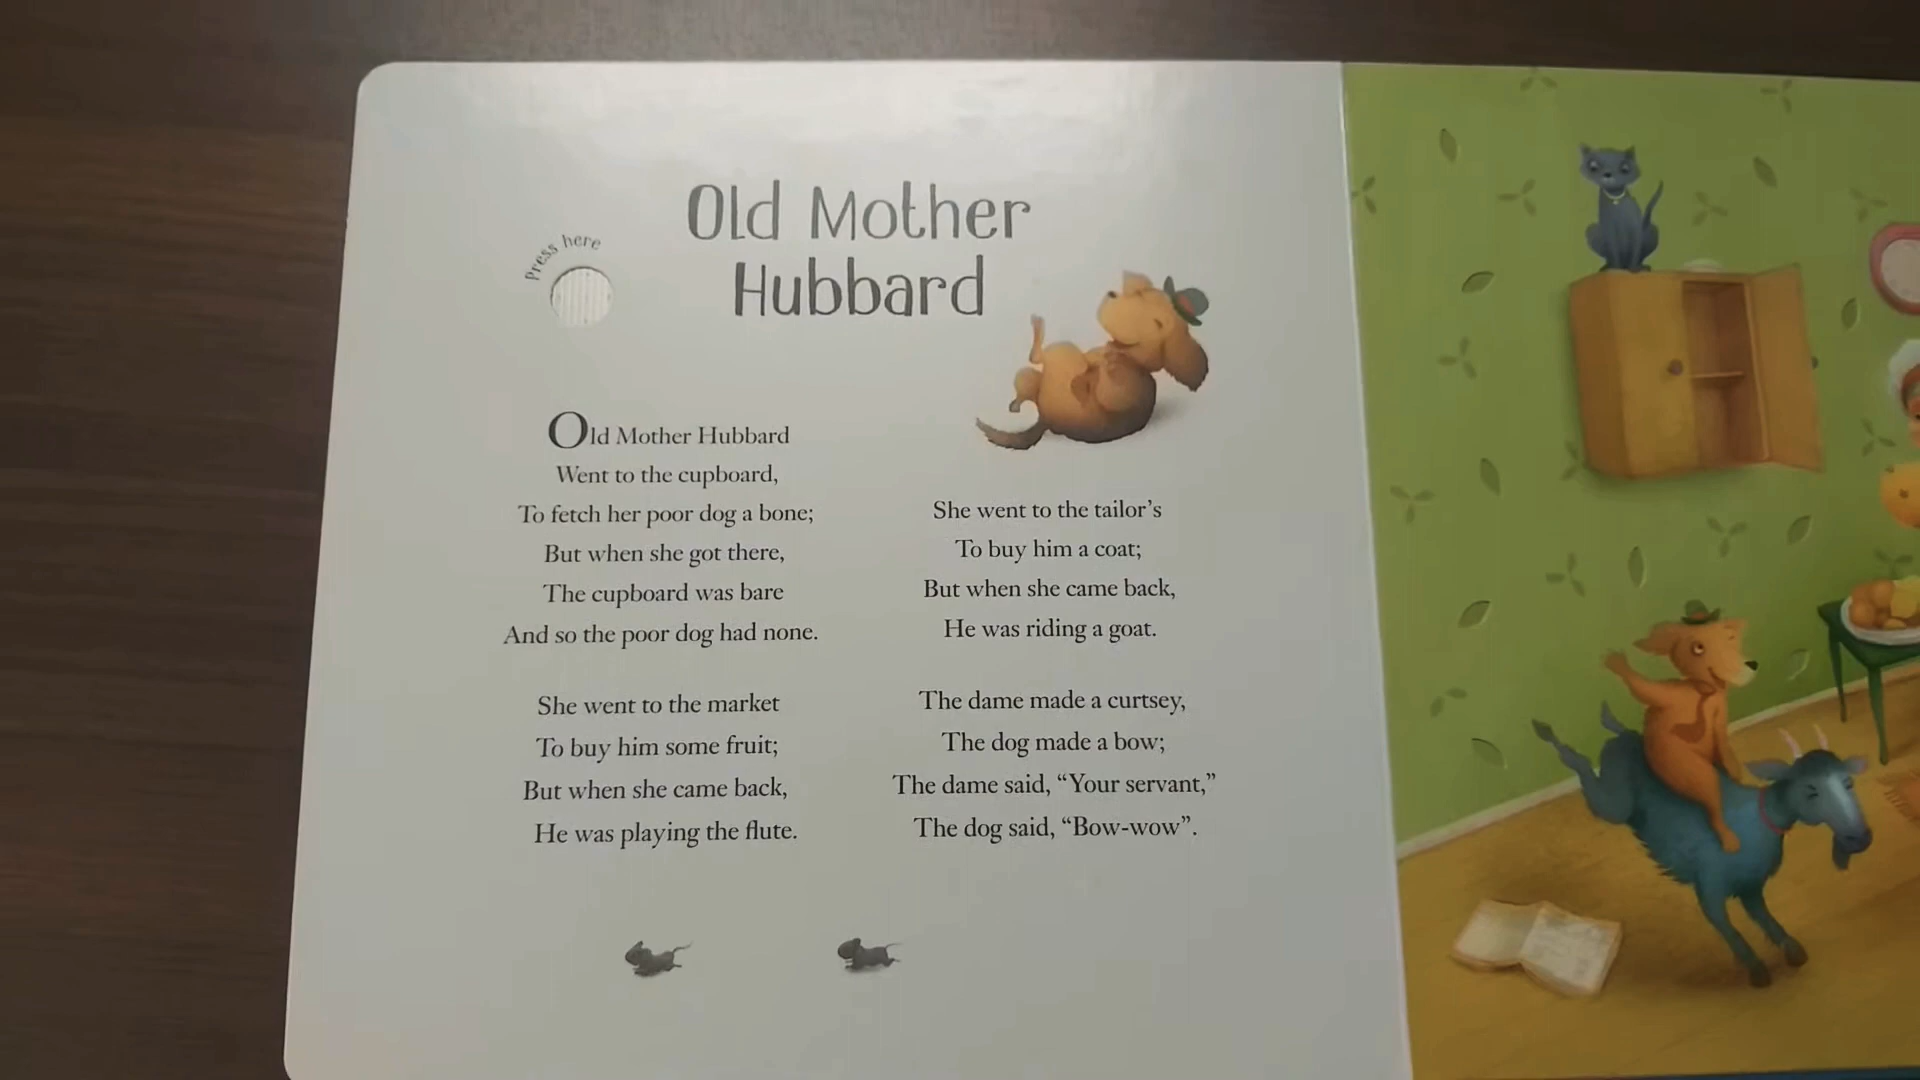 Old Mother
Hubbard
Press here
Old Mother Hubbard
Went to the cupboard,
To fetch her poor dog a bone;
But when she got there,
The cupboard was bare
And so the poor dog had none.
She went to the market
To buy him some fruit;
But when she came back,
He was playing the flute.
She went to the tailor's
To buy him a coat;
But when she came back,
He was riding a goat.
The dame made a curtsey,
The dog made a bow;
The dame said, “Your servant,”
The dog said, “Bow-wow”.